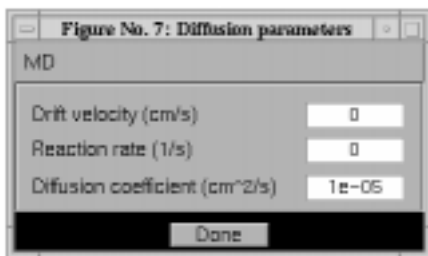 Figure No. 7: Diffusion parameters
MD
Drift velocity (cm/s) 0
Reaction rate (1/s) 0
Diffusion coefficient (cm^2/s) 1e-05
Done